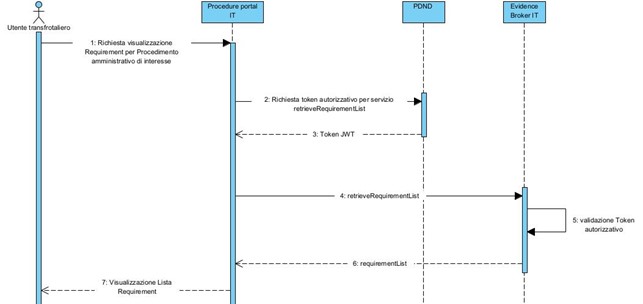 Utente transfrotaliero
Procedure portal
IT
PDND
Evidence
Broker IT
1: Richiesta visualizzazione
Requirement per Procedimento
amministrativo di interesse
2: Richiesta token autorizzativo per servizio
retrieveRequirementList
3: Token JWT
4: retrieveRequirementList
5: validazione Token
autorizzativo
6: requirementList
7: Visualizzazione Lista
Requirement